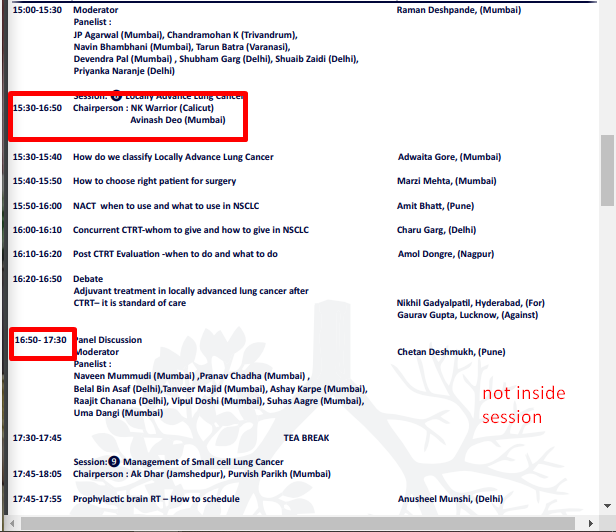 15:00-15:30 Moderator Raman Deshpande, (Mumbai)
Panelist :
JP Agarwal (Mumbai), Chandramohan K (Trivandrum),
Navin Bhambhani (Mumbai), Tarun Batra (Varanasi),
Devendra Pal (Mumbai) , Shubham Garg (Delhi), Shuaib Zaidi (Delhi),
Priyanka Naranje (Delhi)
Session: 8 Locally Advance Lung Cancer
15:30-16:50 Chairperson : NK Warrior (Calicut)
Avinash Deo (Mumbai)
15:30-15:40 How do we classify Locally Advance Lung Cancer Adwaita Gore, (Mumbai)
15:40-15:50 How to choose right patient for surgery Marzi Mehta, (Mumbai)
15:50-16:00 NACT when to use and what to use in NSCLC Amit Bhatt, (Pune)
16:00-16:10 Concurrent CTRT-whom to give and how to give in NSCLC Charu Garg, (Delhi)
16:10-16:20 Post CTRT Evaluation -when to do and what to do Amol Dongre, (Nagpur)
16:20-16:50 Debate
Adjuvant treatment in locally advanced lung cancer after
CTRT– it is standard of care Nikhil Gadyalpatil, Hyderabad, (For)
Gaurav Gupta, Lucknow, (Against)
16:50- 17:30 Panel Discussion
Moderator Chetan Deshmukh, (Pune)
Panelist :
Naveen Mummudi (Mumbai) ,Pranav Chadha (Mumbai) ,
Belal Bin Asaf (Delhi),Tanveer Majid (Mumbai), Ashay Karpe (Mumbai),
Raajit Chanana (Delhi), Vipul Doshi (Mumbai), Suhas Aagre (Mumbai),
Uma Dangi (Mumbai)
not inside
session
17:30-17:45 TEA BREAK
Session: 9 Management of Small cell Lung Cancer
17:45-18:05 Chairperson : Ak Dhar (Jamshedpur), Purvish Parikh (Mumbai)
17:45-17:55 Prophylactic brain RT – How to schedule Anusheel Munshi, (Delhi)